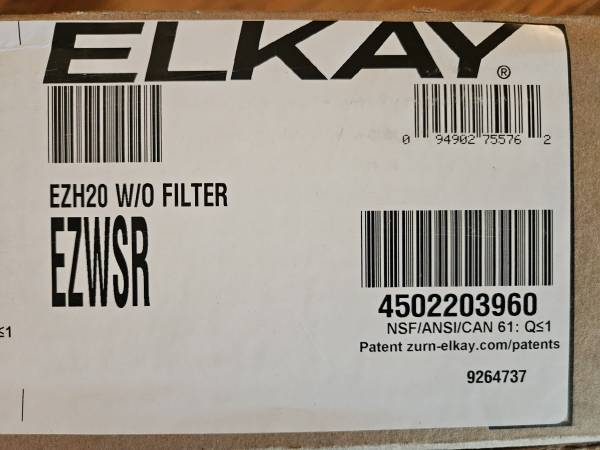 ELKAY®
0 94902 75576 2
EZH20 W/O FILTER
EZWSR
4502203960
≤1
NSF/ANSI/CAN 61: Q≤1
Patent zurn-elkay.com/patents
9264737